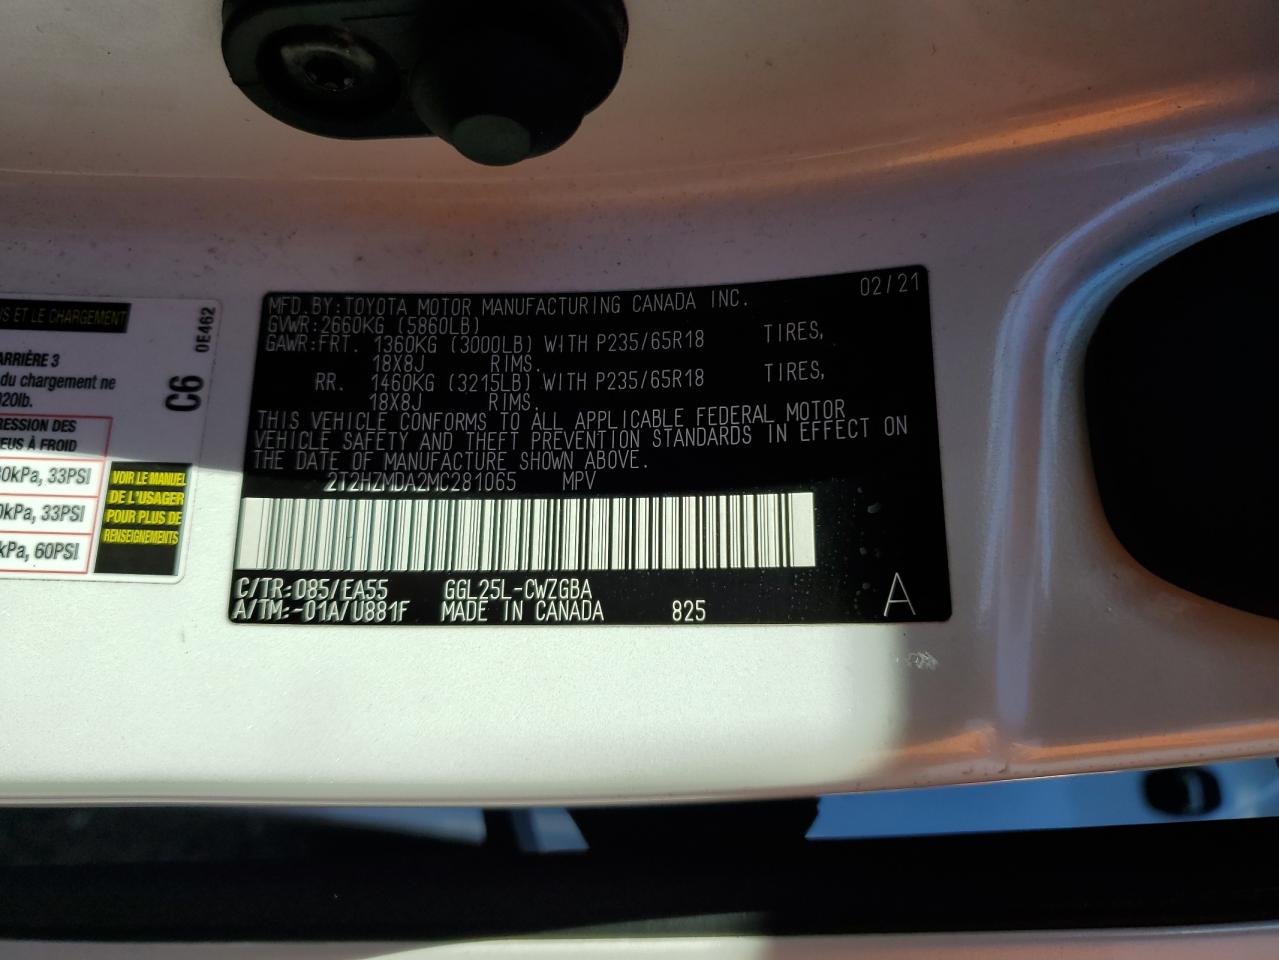 NS ET LE CHARGEMENT
0E462
C6
ARRIÈRE 3
du chargement ne
020lb.
RESSION DES
EUS À FROID
30kPa, 33PSI
0kPa, 33PSI
kPa, 60PSI
VOIR LE MANUEL
DE L'USAGER
POUR PLUS DE
RENSEIGNEMENTS
MFD.BY:TOYOTA MOTOR MANUFACTURING CANADA INC. 02/21
GVWR:2660KG (5860LB)
GAWR:FRT. 1360KG (3000LB) WITH P235/65R18 TIRES,
18X8J RIMS.
RR. 1460KG (3215LB) WITH P235/65R18 TIRES,
18X8J RIMS.
THIS VEHICLE CONFORMS TO ALL APPLICABLE FEDERAL MOTOR
VEHICLE SAFETY AND THEFT PREVENTION STANDARDS IN EFFECT ON
THE DATE OF MANUFACTURE SHOWN ABOVE.
2T2HZMDA2MC281065 MPV
C/TR:085/EA55 GGL25L-CWZGBA
A/TM:-01A/U881F MADE IN CANADA 825 A